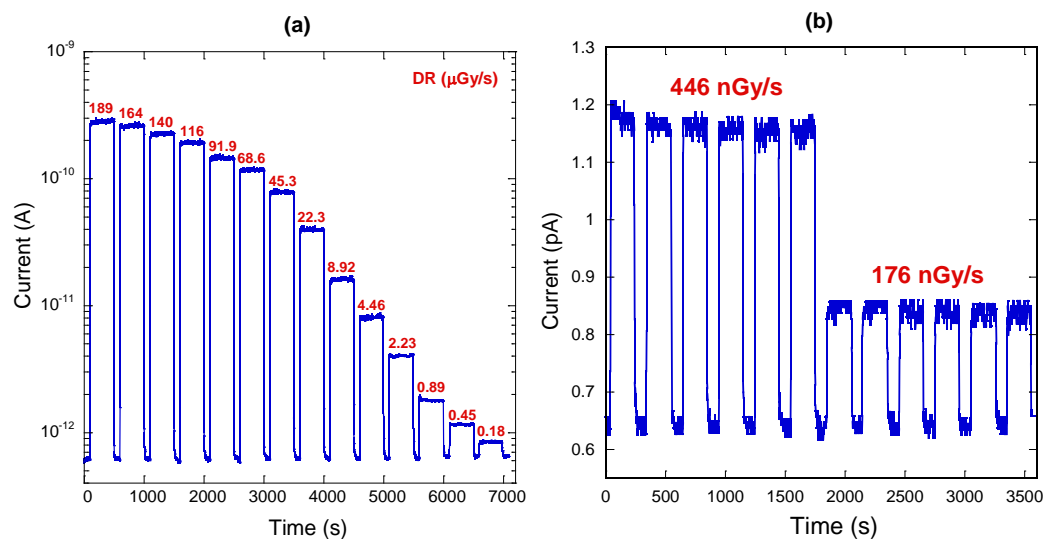 (a)
10⁻⁹
10⁻¹⁰
10⁻¹¹
10⁻¹²
Current (A)
DR (μGy/s)
189
164
140
116
91.9
68.6
45.3
22.3
8.92
4.46
2.23
0.89
0.45
0.18
0 1000 2000 3000 4000 5000 6000 7000
Time (s)
(b)
1.3
1.2
1.1
1
0.9
0.8
0.7
0.6
Current (pA)
446 nGy/s
176 nGy/s
0 500 1000 1500 2000 2500 3000 3500
Time (s)